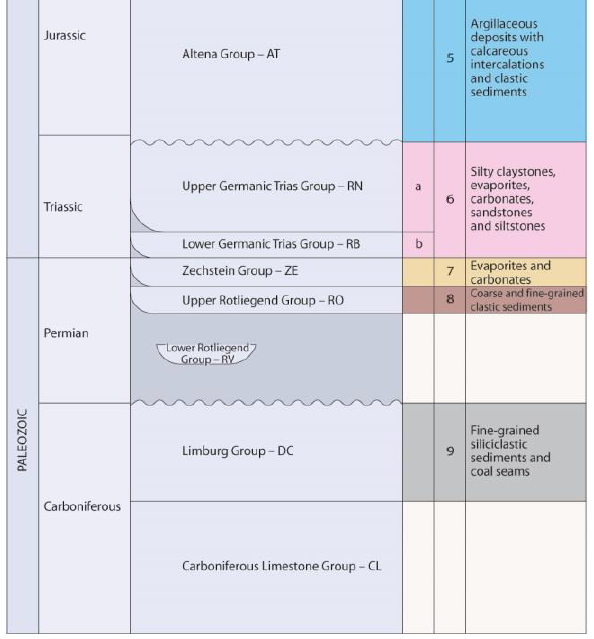 Jurassic
Altena Group – AT
5
Argillaceous
deposits with
calcareous
intercalations
and clastic
sediments
Triassic
Upper Germanic Trias Group – RN
a
6
Silty claystones,
evaporites,
carbonates,
sandstones
and siltstones
Lower Germanic Trias Group – RB
b
PALEOZOIC
Permian
Zechstein Group – ZE
7
Evaporites and
carbonates
Upper Rotliegend Group – RO
8
Coarse and fine-grained
clastic sediments
Lower Rotliegend
Group – RV
Carboniferous
Limburg Group – DC
9
Fine-grained
siliciclastic
sediments and
coal seams
Carboniferous Limestone Group – CL